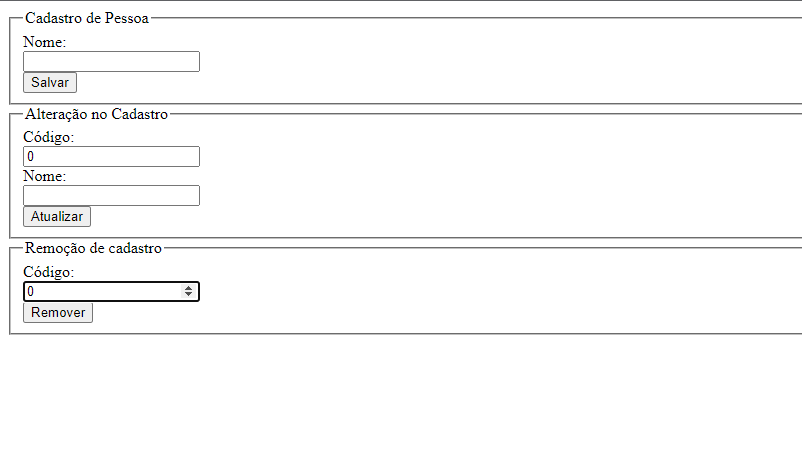 Cadastro de Pessoa
Nome:
Salvar
Alteração no Cadastro
Código:
0
Nome:
Atualizar
Remoção de cadastro
Código:
0
Remover